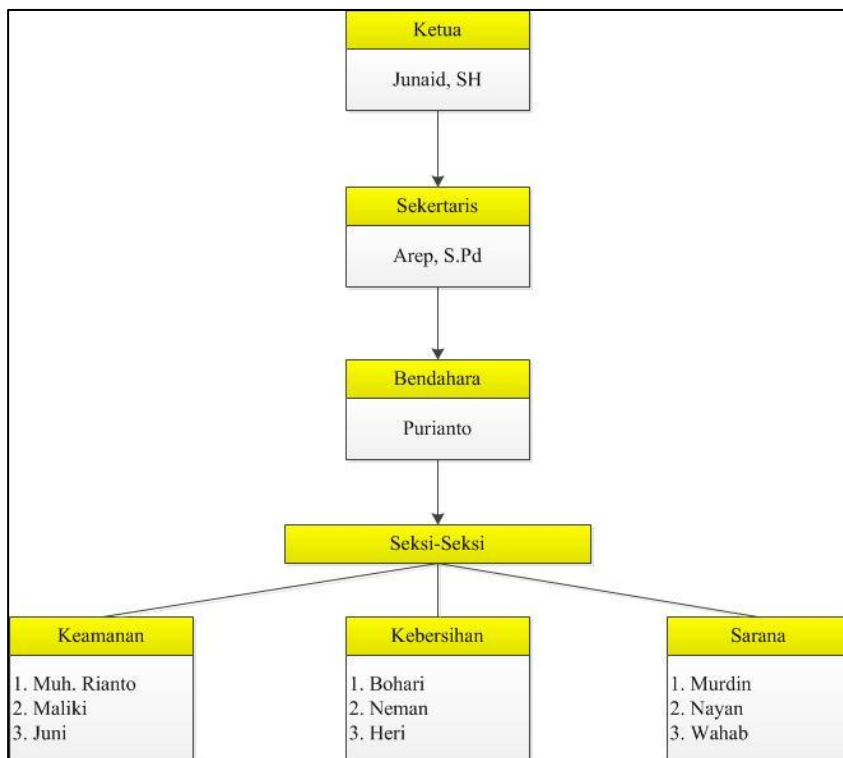 Ketua
Junaid, SH
Sekertaris
Arep, S.Pd
Bendahara
Purianto
Seksi-Seksi
Keamanan
1. Muh. Rianto
2. Maliki
3. Juni
Kebersihan
1. Bohari
2. Neman
3. Heri
Sarana
1. Murdin
2. Nayan
3. Wahab